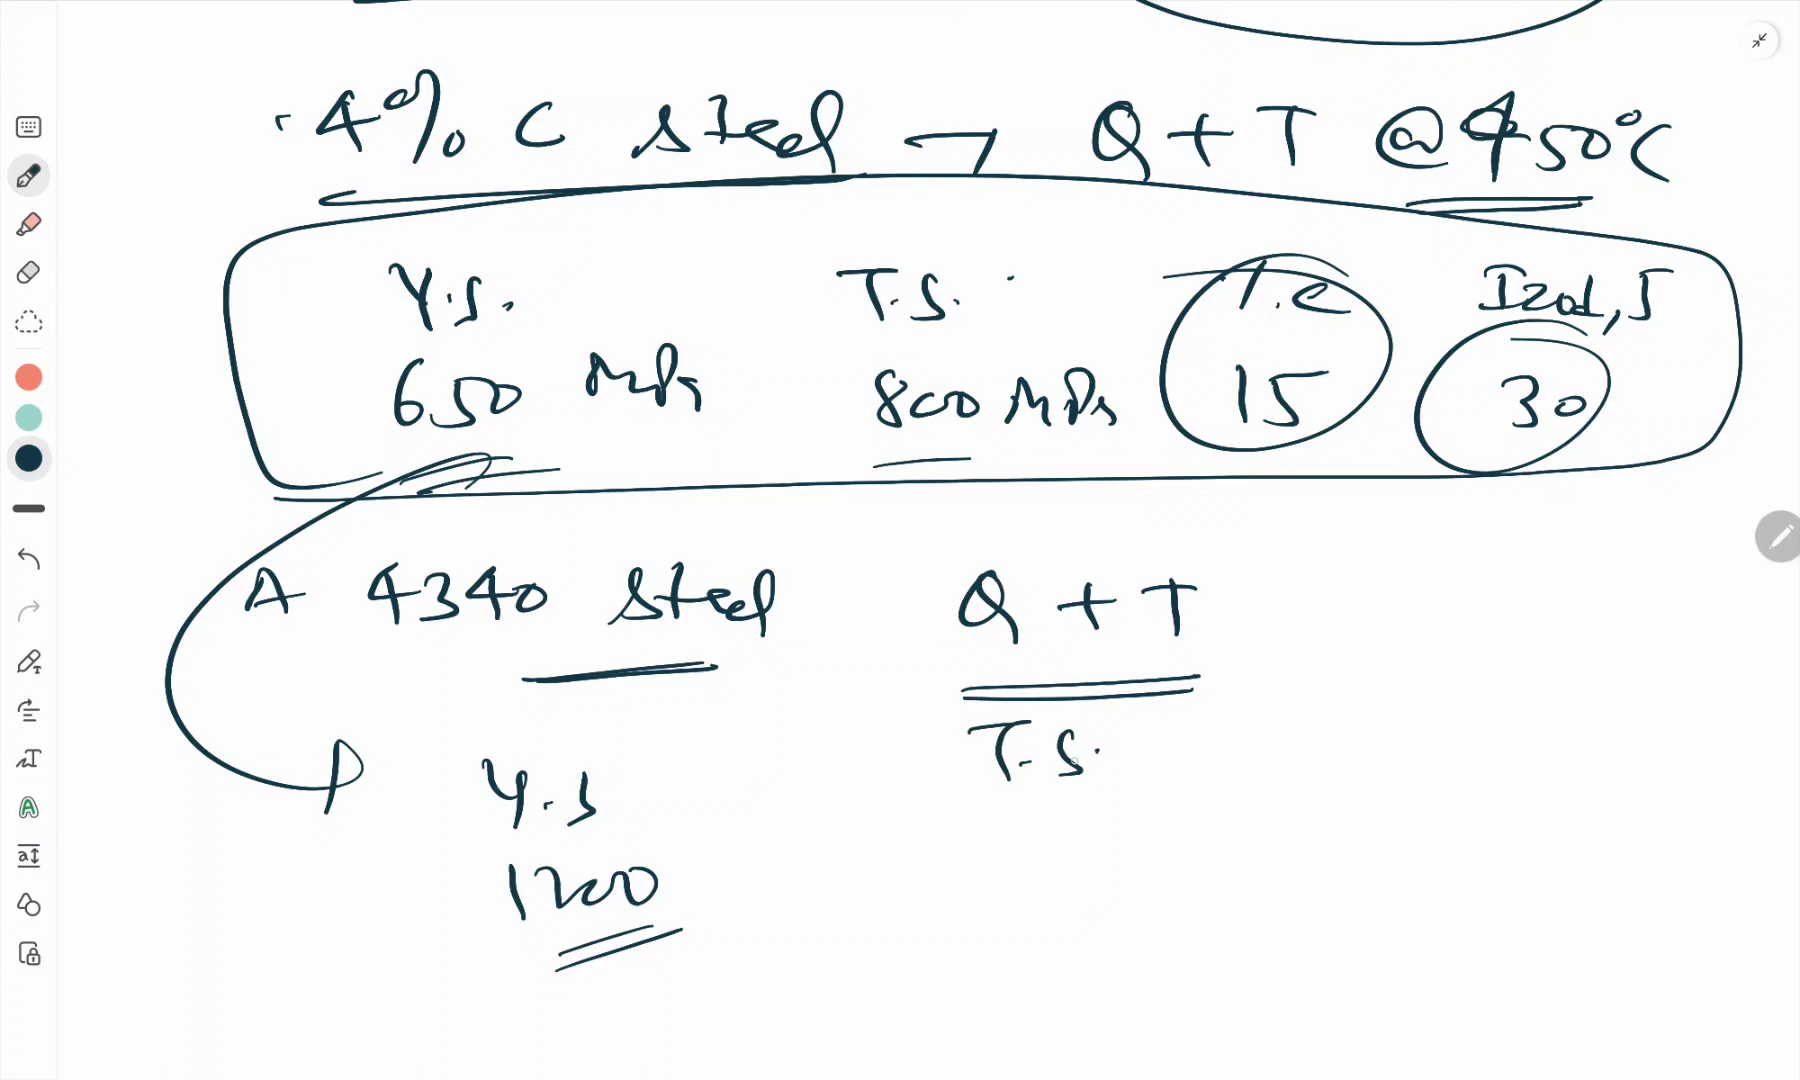 .4% C steel → Q + T @ 450°C
Y.S. T.S. %.e Izod, J
650 MPa 800 MPa 15 30
A 4340 steel Q + T
Y.S T.S.
1200